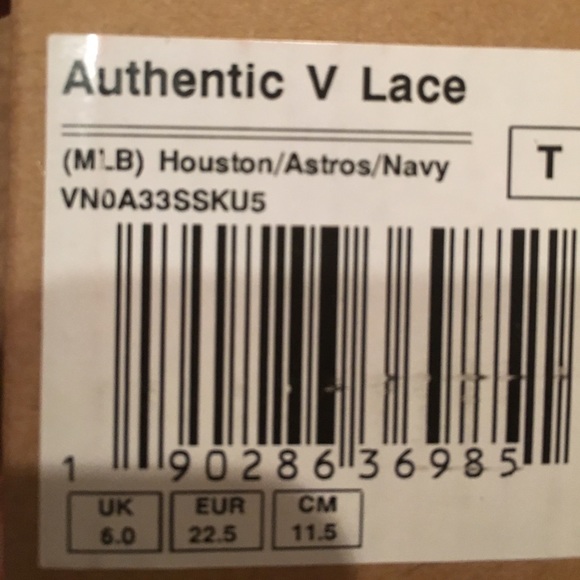 Authentic V Lace
(MLB) Houston/Astros/Navy
T
VN0A33SSKU5
1 90286 36985
UK EUR CM
6.0 22.5 11.5